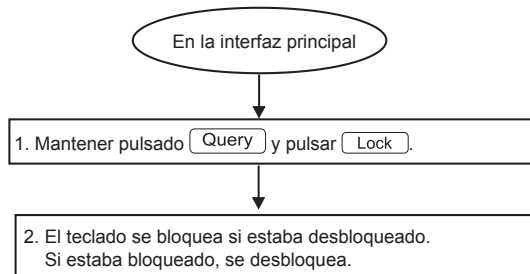 En la interfaz principal
1. Mantener pulsado Query y pulsar Lock.
2. El teclado se bloquea si estaba desbloqueado.
Si estaba bloqueado, se desbloquea.